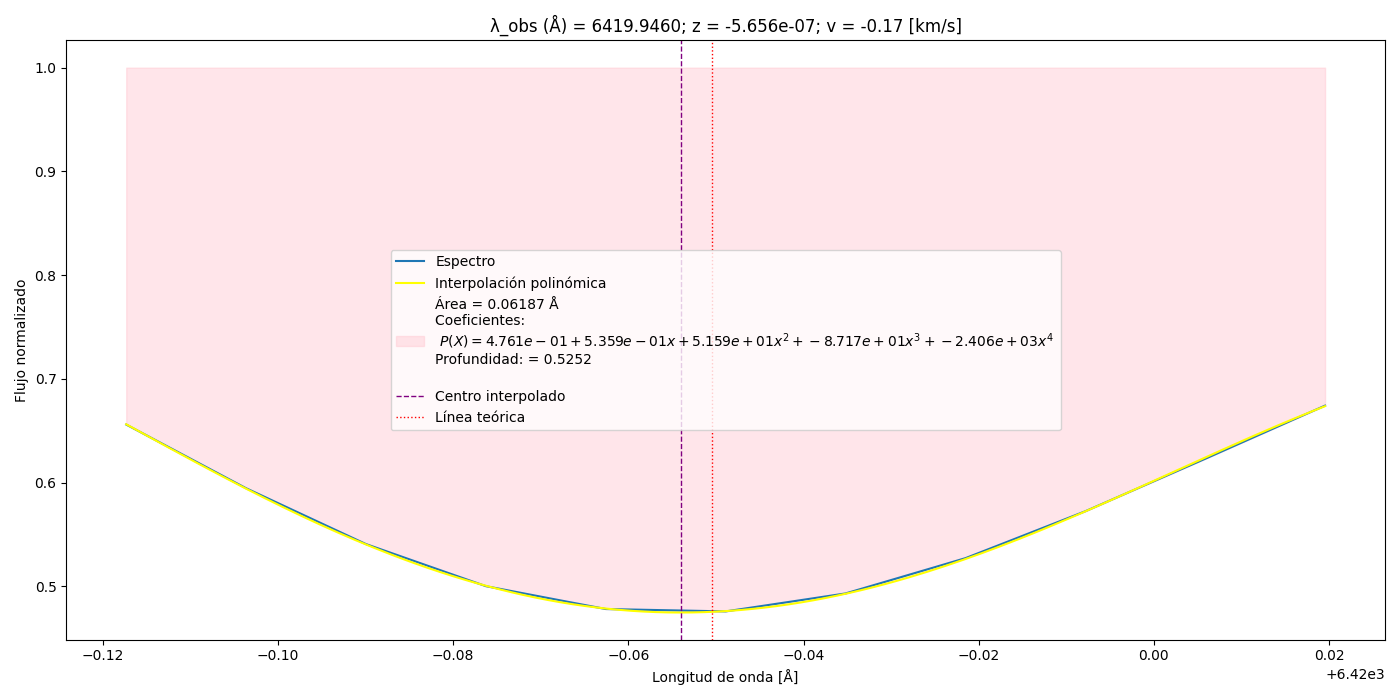 λ_obs (Å) = 6419.9460; z = -5.656e-07; v = -0.17 [km/s]
Flujo normalizado
1.0
0.9
0.8
0.7
0.6
0.5
Espectro
Interpolación polinómica
Área = 0.06187 Å
Coeficientes:
P(X) = 4.761e − 01 + 5.359e − 01x + 5.159e + 01x² + −8.717e + 01x³ + −2.406e + 03x⁴
Profundidad: = 0.5252
Centro interpolado
Línea teórica
−0.12 −0.10 −0.08 −0.06 −0.04 −0.02 0.00 0.02
+6.42e3
Longitud de onda [Å]